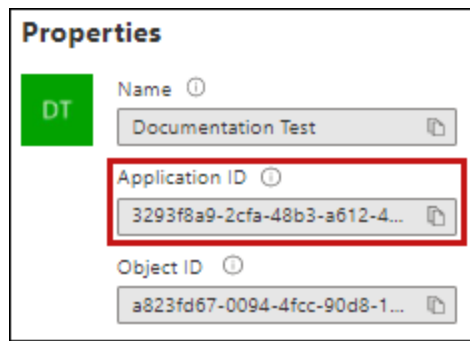 Properties
DT
Name
Documentation Test
Application ID
3293f8a9-2cfa-48b3-a612-4...
Object ID
a823fd67-0094-4fcc-90d8-1...